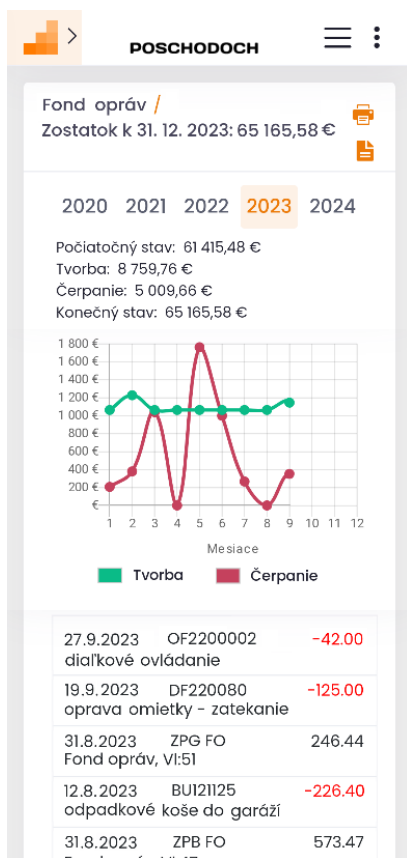 POSCHODOCH
Fond opráv /
Zostatok k 31. 12. 2023: 65 165,58 €
2020 2021 2022 2023 2024
Počiatočný stav: 61 415,48 €
Tvorba: 8 759,76 €
Čerpanie: 5 009,66 €
Konečný stav: 65 165,58 €
1 800 €
1 600 €
1 400 €
1 200 €
1 000 €
800 €
600 €
400 €
200 €
€
1 2 3 4 5 6 7 8 9 10 11 12
Mesiace
Tvorba Čerpanie
27.9.2023 OF2200002 -42.00
diaľkové ovládanie
19.9.2023 DF220080 -125.00
oprava omietky - zatekanie
31.8.2023 ZPG FO 246.44
Fond opráv, VI:51
12.8.2023 BU121125 -226.40
odpadkové koše do garáží
31.8.2023 ZPB FO 573.47